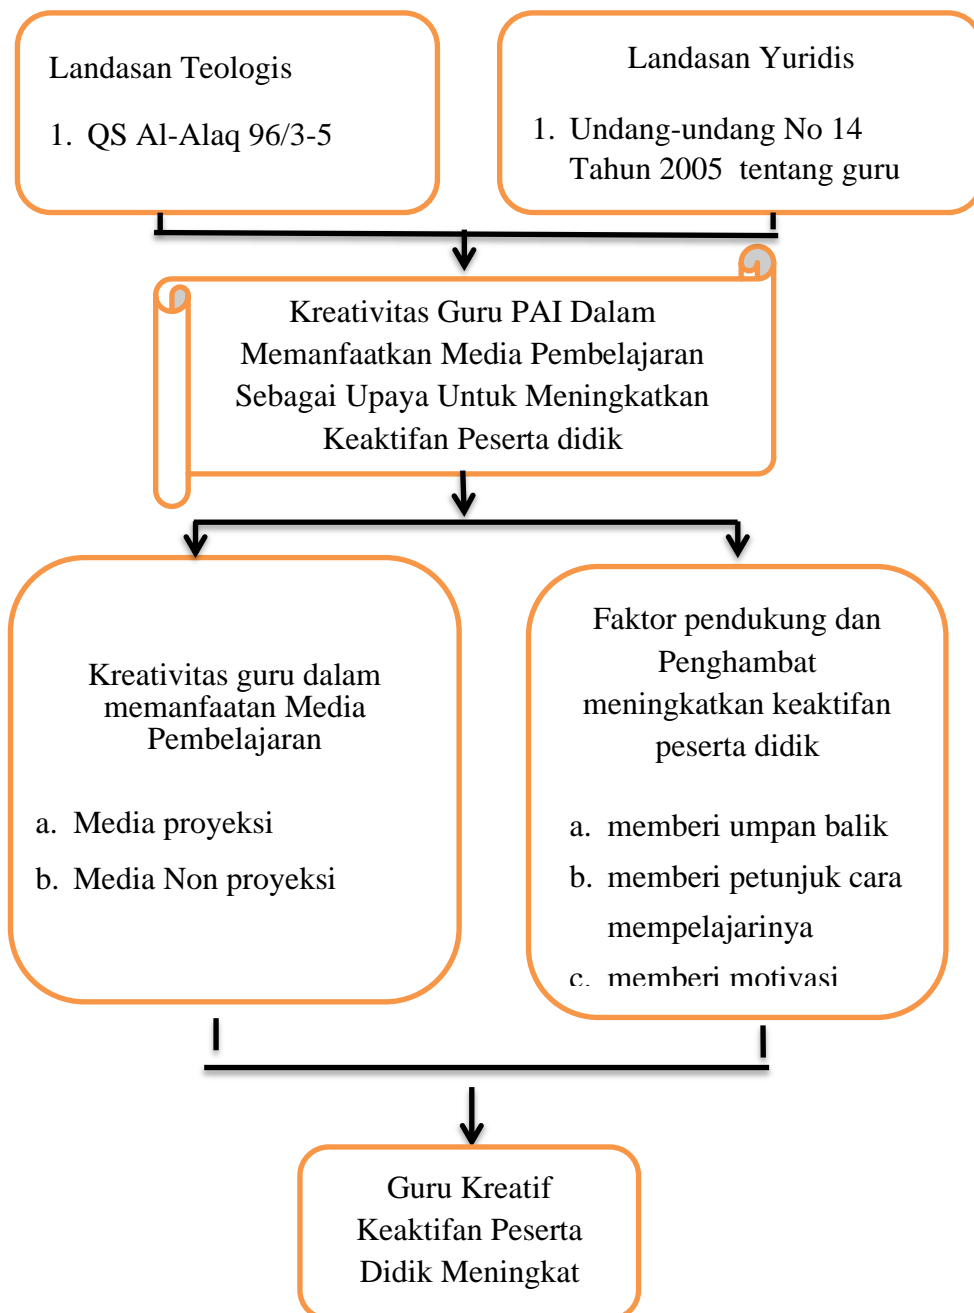 Landasan Teologis
1. QS Al-Alaq 96/3-5
Landasan Yuridis
1. Undang-undang No 14
Tahun 2005 tentang guru
Kreativitas Guru PAI Dalam
Memanfaatkan Media Pembelajaran
Sebagai Upaya Untuk Meningkatkan
Keaktifan Peserta didik
Kreativitas guru dalam
memanfaatan Media
Pembelajaran
a. Media proyeksi
b. Media Non proyeksi
Faktor pendukung dan
Penghambat
meningkatkan keaktifan
peserta didik
a. memberi umpan balik
b. memberi petunjuk cara
mempelajarinya
c. memberi motivasi
Guru Kreatif
Keaktifan Peserta
Didik Meningkat